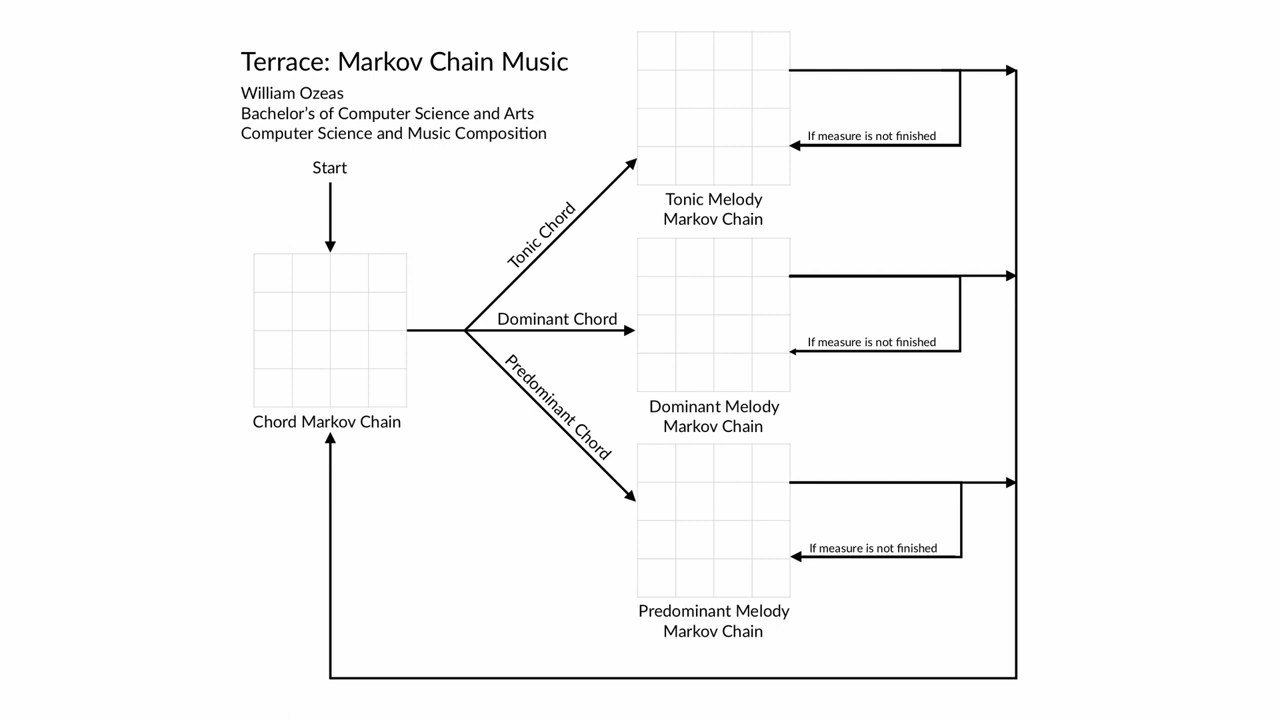 Terrace: Markov Chain Music
William Ozeas
Bachelor’s of Computer Science and Arts
Computer Science and Music Composition
Start
Chord Markov Chain
Tonic Chord
Dominant Chord
Predominant Chord
If measure is not finished
Tonic Melody
Markov Chain
If measure is not finished
Dominant Melody
Markov Chain
If measure is not finished
Predominant Melody
Markov Chain